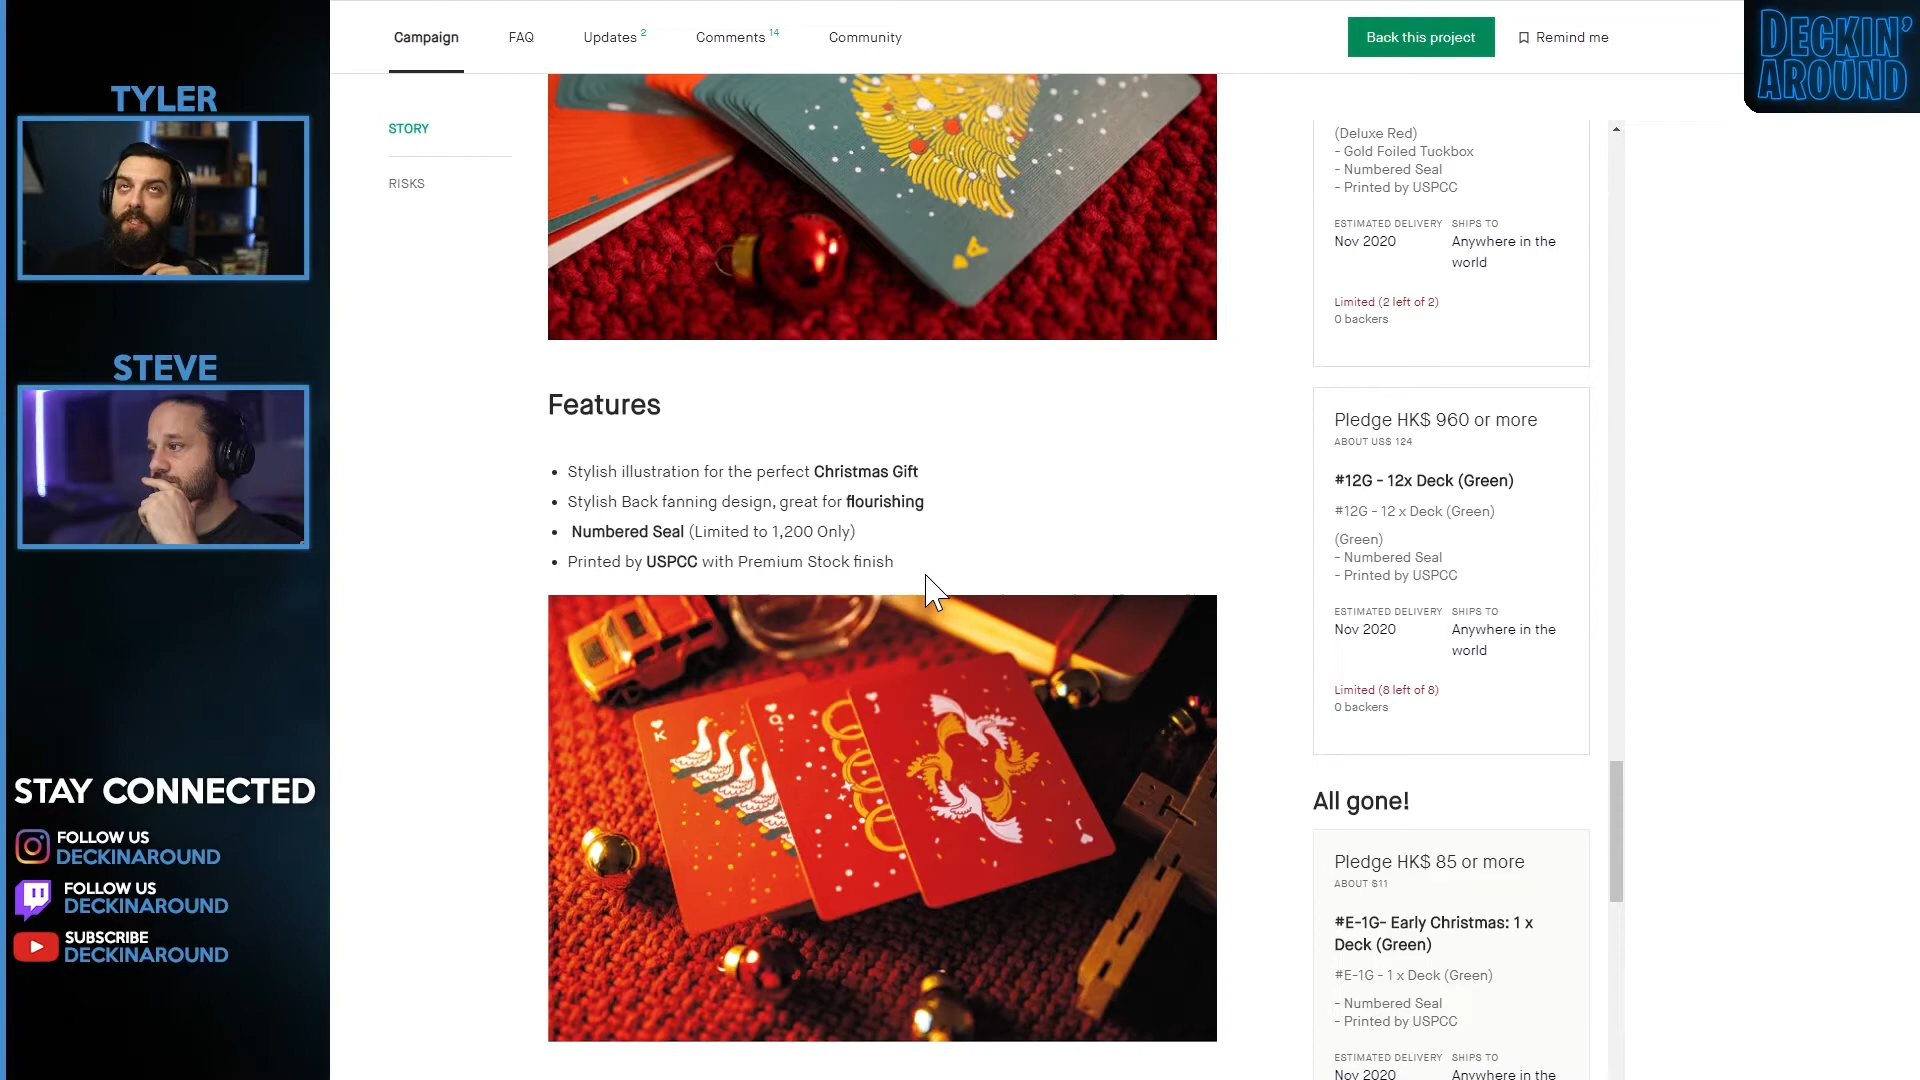 TYLER
STEVE
STAY CONNECTED
FOLLOW US
DECKINAROUND
FOLLOW US
DECKINAROUND
SUBSCRIBE
DECKINAROUND
Campaign
FAQ
Updates 2
Comments 14
Community
Back this project
Remind me
DECKIN'
AROUND
STORY
RISKS
A
Features
• Stylish illustration for the perfect Christmas Gift
• Stylish Back fanning design, great for flourishing
• Numbered Seal (Limited to 1,200 Only)
• Printed by USPCC with Premium Stock finish
K
Q
J
J
(Deluxe Red)
- Gold Foiled Tuckbox
- Numbered Seal
- Printed by USPCC
ESTIMATED DELIVERY
Nov 2020
SHIPS TO
Anywhere in the
world
Limited (2 left of 2)
0 backers
Pledge HK$ 960 or more
ABOUT US$ 124
#12G - 12x Deck (Green)
#12G - 12 x Deck (Green)
(Green)
- Numbered Seal
- Printed by USPCC
ESTIMATED DELIVERY
Nov 2020
SHIPS TO
Anywhere in the
world
Limited (8 left of 8)
0 backers
All gone!
Pledge HK$ 85 or more
ABOUT $11
#E-1G- Early Christmas: 1 x
Deck (Green)
#E-1G - 1 x Deck (Green)
- Numbered Seal
- Printed by USPCC
ESTIMATED DELIVERY
Nov 2020
SHIPS TO
Anywhere in the